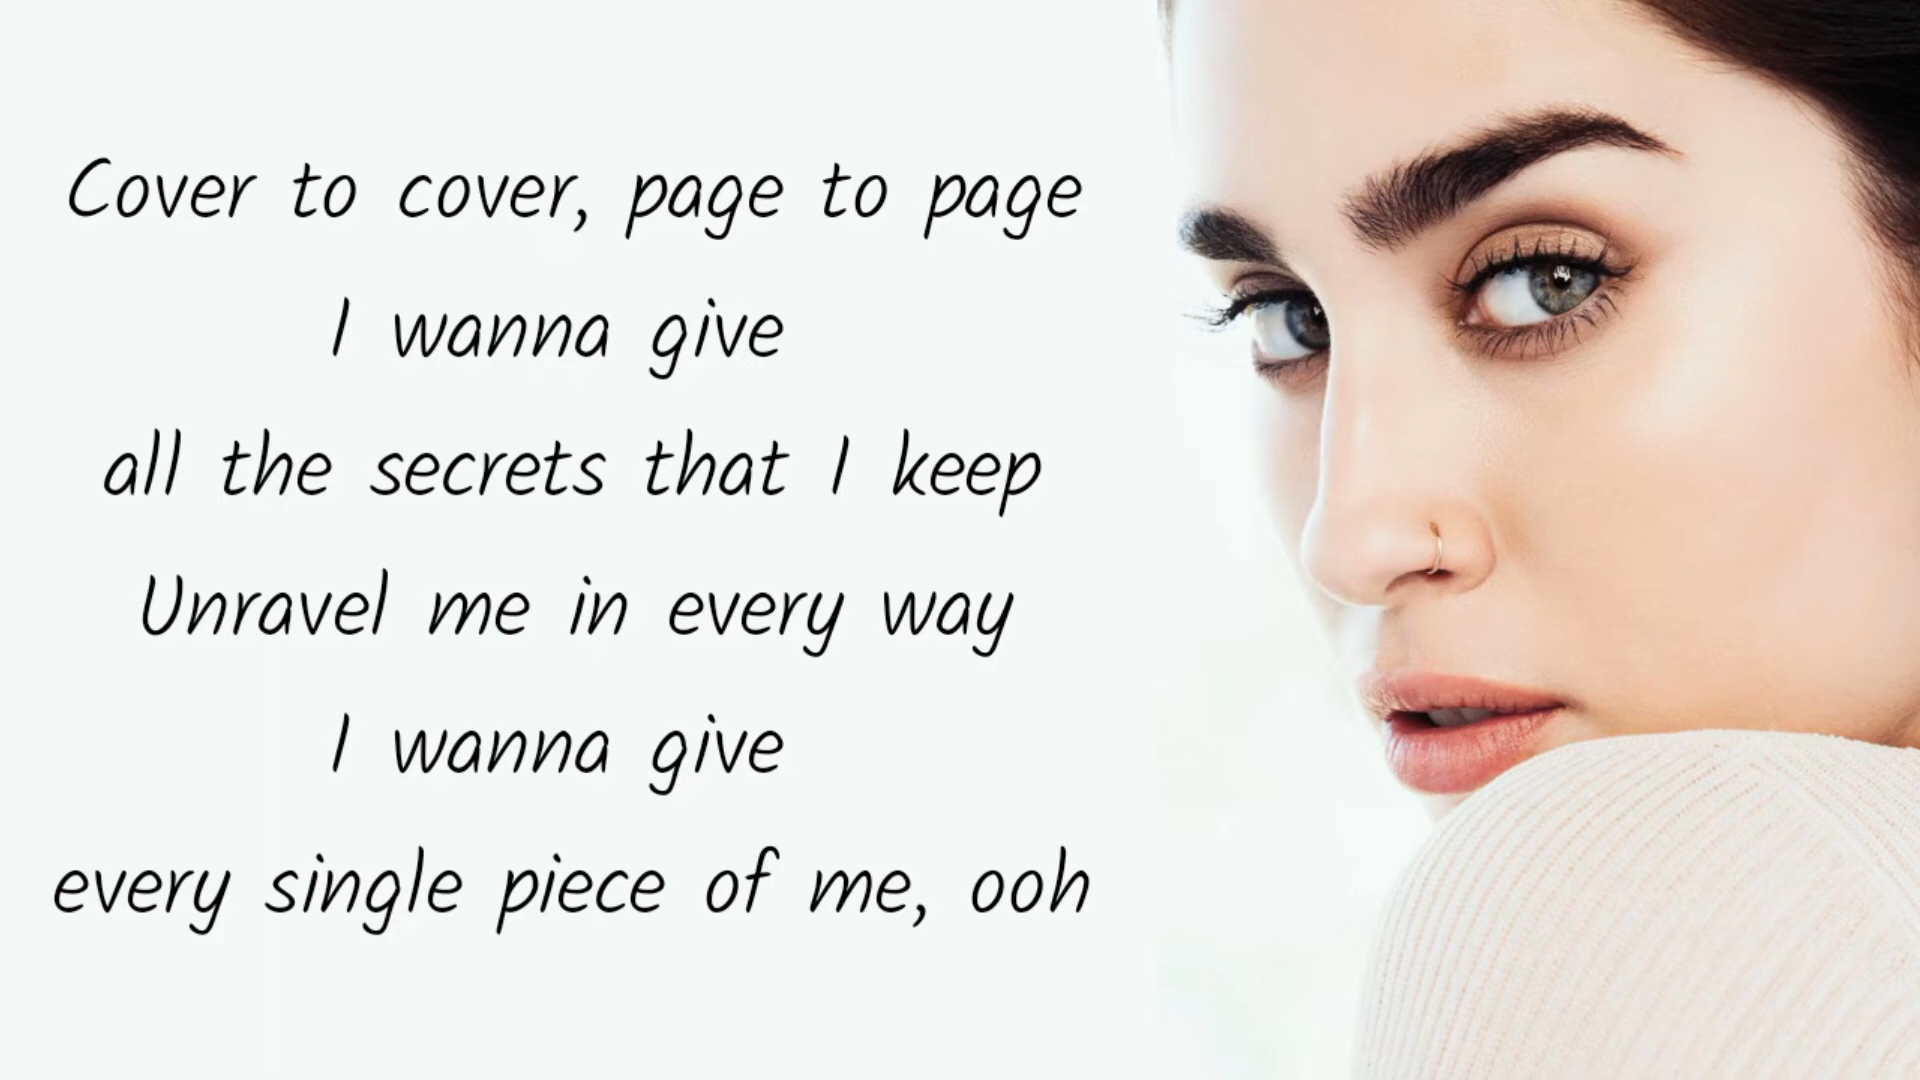 Cover to cover, page to page
I wanna give
all the secrets that I keep
Unravel me in every way
I wanna give
every single piece of me, ooh